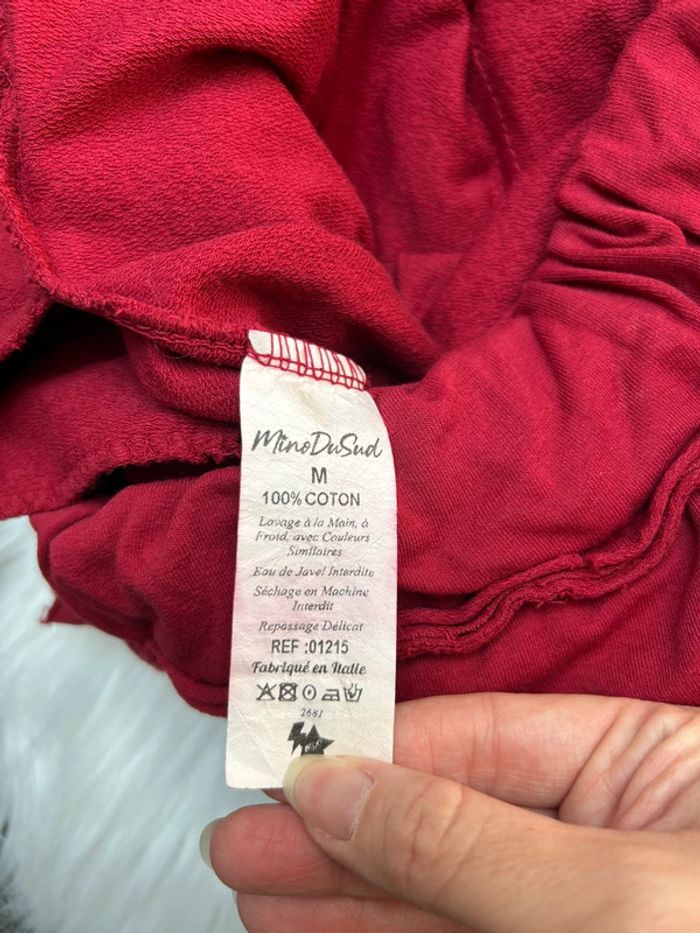 MinoDuSud
M
100% COTON
Lavage à la Main, à
Froid, avec Couleurs
Similaires
Eau de Javel Interdite
Séchage en Machine
Interdit
Repassage Délicat
REF :01215
Fabriqué en Italie
2681